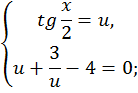 tg x/2 = u,
u + 3/u − 4 = 0;